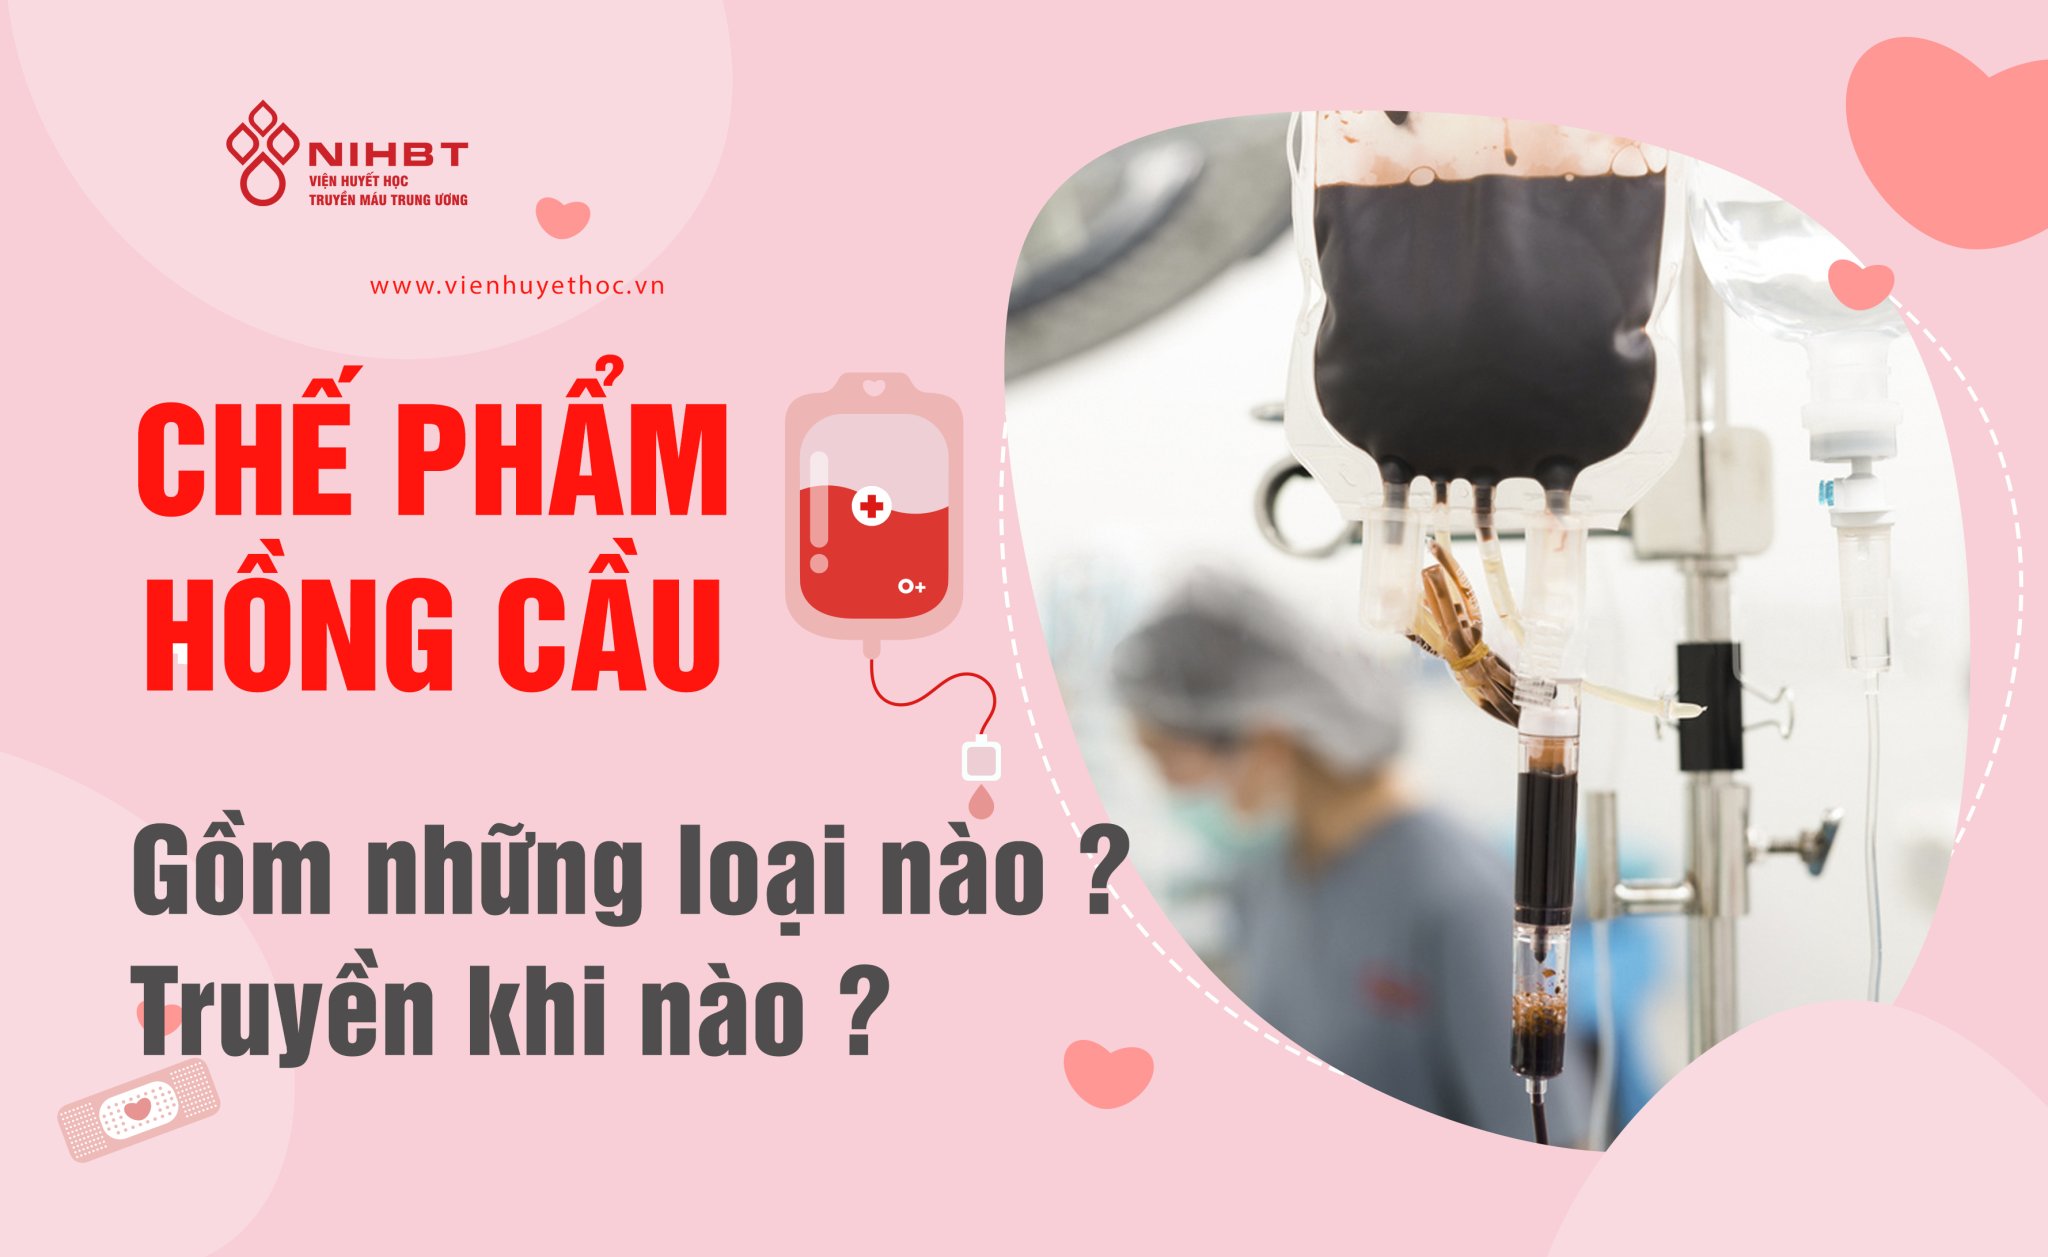 NIHBT
VIỆN HUYẾT HỌC
TRUYỀN MÁU TRUNG ƯƠNG
www.vienhuyethoc.vn
CHẾ PHẨM
HỒNG CẦU
O+
Gồm những loại nào ?
Truyền khi nào ?